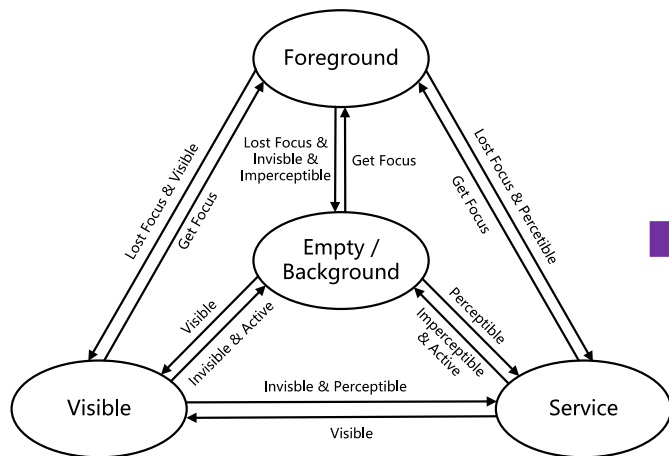 Foreground
Lost Focus & Visible
Get Focus
Lost Focus &
Invisble &
Imperceptible
Get Focus
Lost Focus & Percetible
Get Focus
Empty /
Background
Visible
Invisible & Active
Perceptible
Imperceptible
& Active
Visible
Invisble & Perceptible
Visible
Service